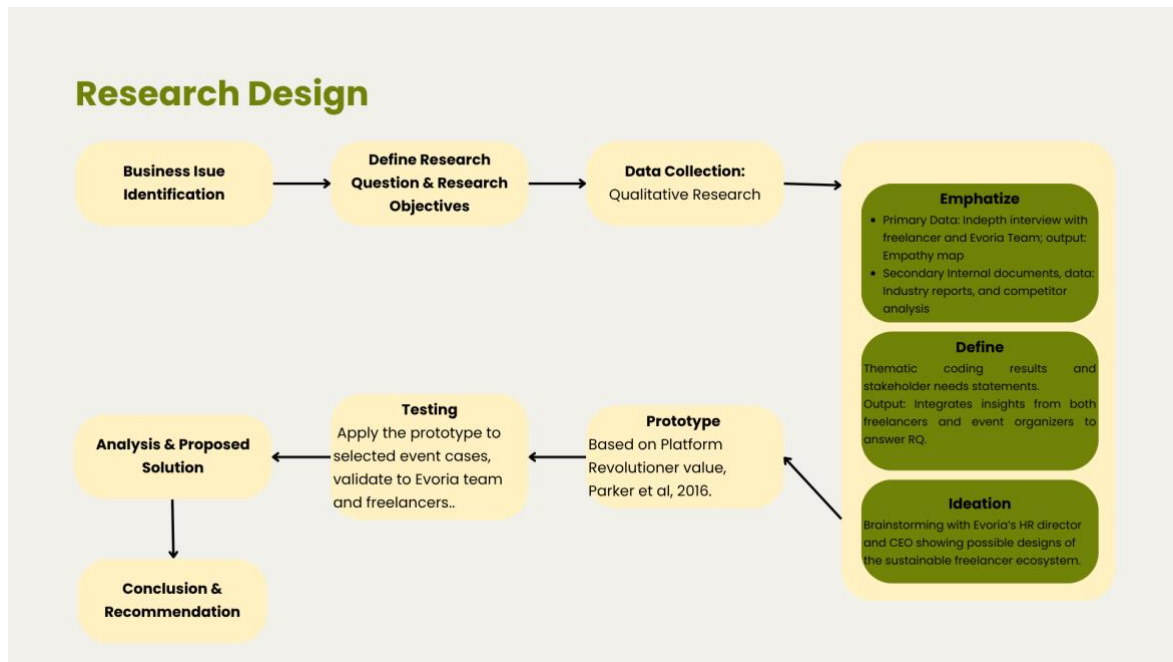 Research Design
Business Isue
Identification
Define Research
Question & Research
Objectives
Data Collection:
Qualitative Research
Emphatize
• Primary Data: Indepth interview with
freelancer and Evoria Team; output:
Empathy map
• Secondary Internal documents, data:
Industry reports, and competitor
analysis
Define
Thematic coding results and
stakeholder needs statements.
Output: Integrates insights from both
freelancers and event organizers to
answer RQ.
Ideation
Brainstorming with Evoria's HR director
and CEO showing possible designs of
the sustainable freelancer ecosystem.
Prototype
Based on Platform
Revolutioner value,
Parker et al, 2016.
Testing
Apply the prototype to
selected event cases,
validate to Evoria team
and freelancers..
Analysis & Proposed
Solution
Conclusion &
Recommendation